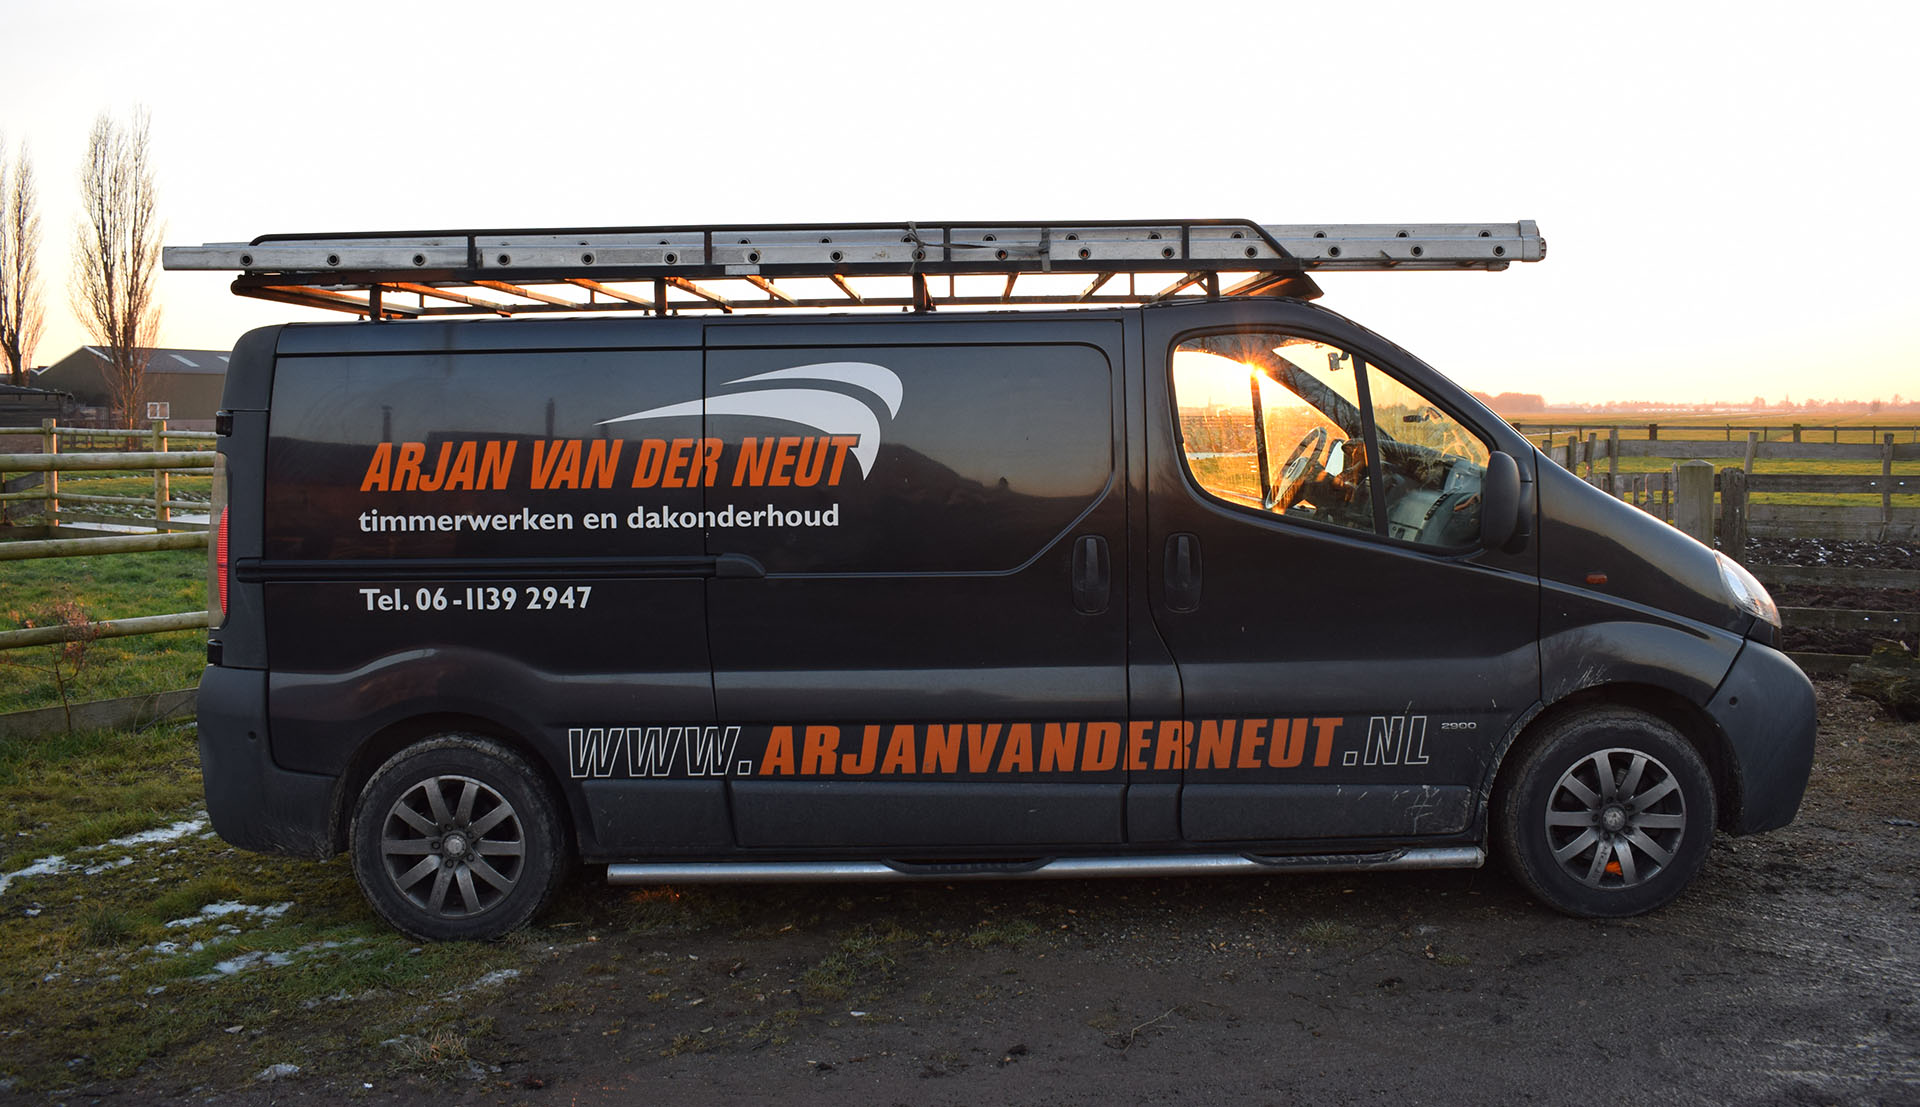 ARJAN VAN DER NEUT
timmerwerken en dakonderhoud
Tel. 06-1139 2947
WWW.ARJANVANDERNEUT.NL
2900